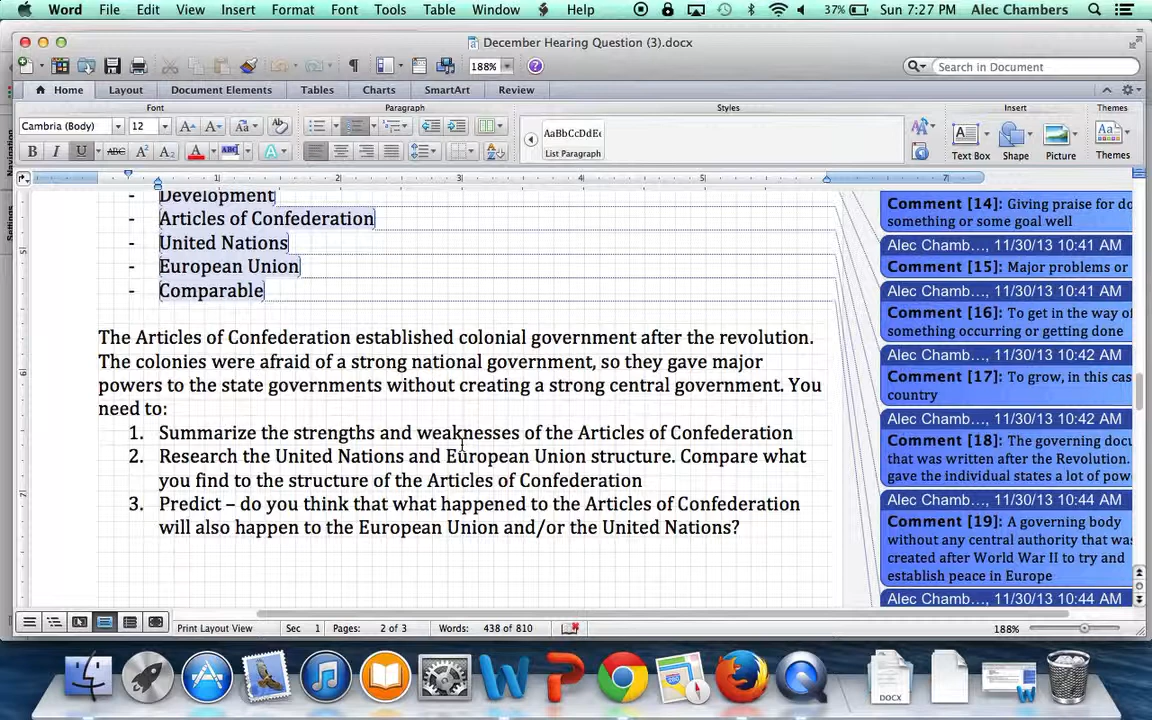 Word File Edit View Insert Format Font Tools Table Window Help 37% Sun 7:27 PM Alec Chambers
December Hearing Question (3).docx
188% Search in Document
Home Layout Document Elements Tables Charts SmartArt Review
Font Paragraph Styles Insert Themes
Cambria (Body) 12 AaBbCcDdEe
List Paragraph Text Box Shape Picture Themes
- Development
- Articles of Confederation
- United Nations
- European Union
- Comparable
The Articles of Confederation established colonial government after the revolution.
The colonies were afraid of a strong national government, so they gave major
powers to the state governments without creating a strong central government. You
need to:
1. Summarize the strengths and weaknesses of the Articles of Confederation
2. Research the United Nations and European Union structure. Compare what
you find to the structure of the Articles of Confederation
3. Predict – do you think that what happened to the Articles of Confederation
will also happen to the European Union and/or the United Nations?
Comment [14]: Giving praise for do
something or some goal well
Alec Chamb…, 11/30/13 10:41 AM
Comment [15]: Major problems or
Alec Chamb…, 11/30/13 10:41 AM
Comment [16]: To get in the way of
something occurring or getting done
Alec Chamb…, 11/30/13 10:42 AM
Comment [17]: To grow, in this cas
country
Alec Chamb…, 11/30/13 10:42 AM
Comment [18]: The governing docu
that was written after the Revolution.
gave the individual states a lot of pow
Alec Chamb…, 11/30/13 10:44 AM
Comment [19]: A governing body
without any central authority that was
created after World War II to try and
establish peace in Europe
Alec Chamb…, 11/30/13 10:44 AM
Print Layout View Sec 1 Pages: 2 of 3 Words: 438 of 810 188%
DOCX